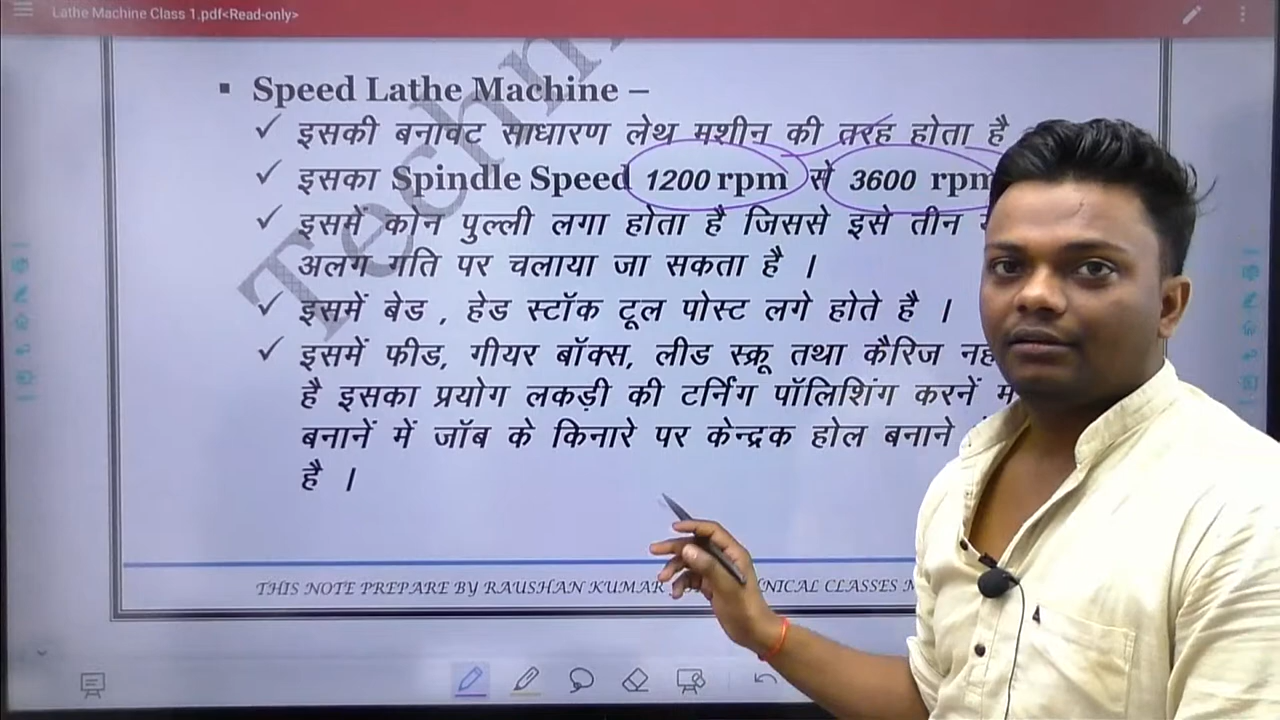 Lathe Machine Class 1.pdf<Read-only>
▪ Speed Lathe Machine –
✓ इसकी बनावट साधारण लेथ मशीन की तरह होता है
✓ इसका Spindle Speed 1200 rpm से 3600 rpm
✓ इसमें कोन पुल्ली लगा होता है जिससे इसे तीन
अलग गति पर चलाया जा सकता है ।
✓ इसमें बेड , हेड स्टॉक टूल पोस्ट लगे होते है ।
✓ इसमें फीड, गीयर बॉक्स, लीड स्क्रू तथा कैरिज
है इसका प्रयोग लकड़ी की टर्निंग पॉलिशिंग करनें
बनानें में जॉब के किनारे पर केन्द्रक होल बनाने
है ।
THIS NOTE PREPARE BY RAUSHAN KUMAR CLASSES
Techn